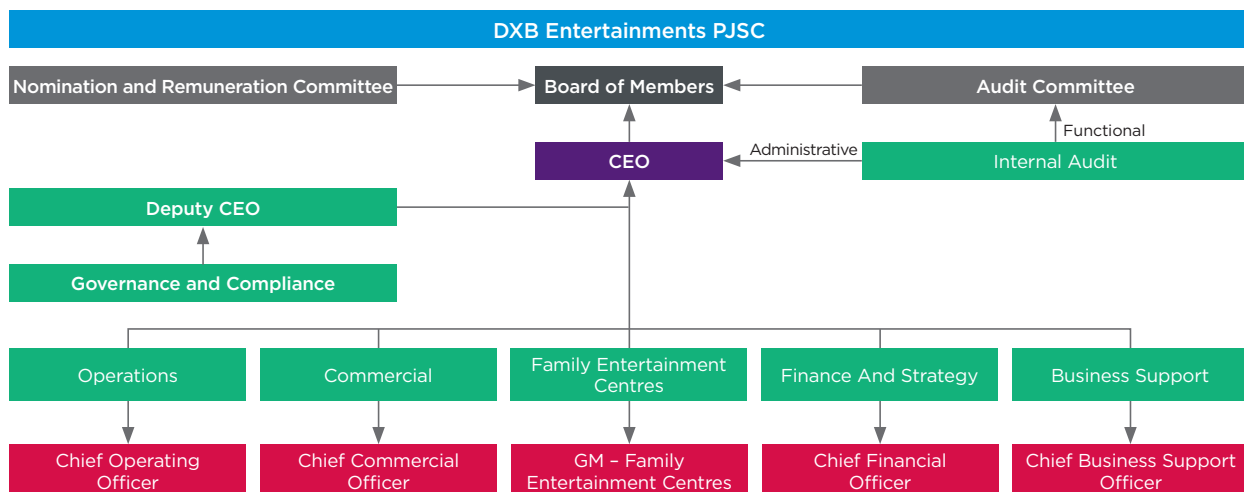 DXB Entertainments PJSC
Nomination and Remuneration Committee
Board of Members
Audit Committee
Functional
Administrative
CEO
Internal Audit
Deputy CEO
Governance and Compliance
Operations
Commercial
Family Entertainment
Centres
Finance And Strategy
Business Support
Chief Operating
Officer
Chief Commercial
Officer
GM – Family
Entertainment Centres
Chief Financial
Officer
Chief Business Support
Officer